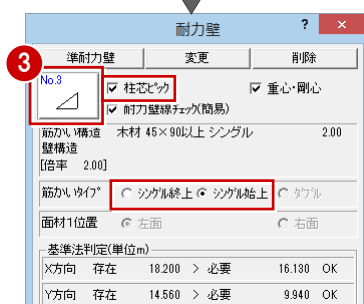 耐力壁 ? ×
準耐力壁 変更 削除
3
No.3
柱芯ﾋﾟｯｸ 重心・剛心
耐力壁線ﾁｪｯｸ(簡易)
筋かい構造 木材 45×90以上 シングル 2.00
壁構造
[倍率 2.00]
筋かいﾀｲﾌﾟ ｼﾝｸﾞﾙ終上 ｼﾝｸﾞﾙ始上 ﾀﾞﾌﾞﾙ
面材1位置 左面 右面
基準法判定(単位m)
X方向 存在 18.200 > 必要 16.130 OK
Y方向 存在 14.560 > 必要 9.940 OK